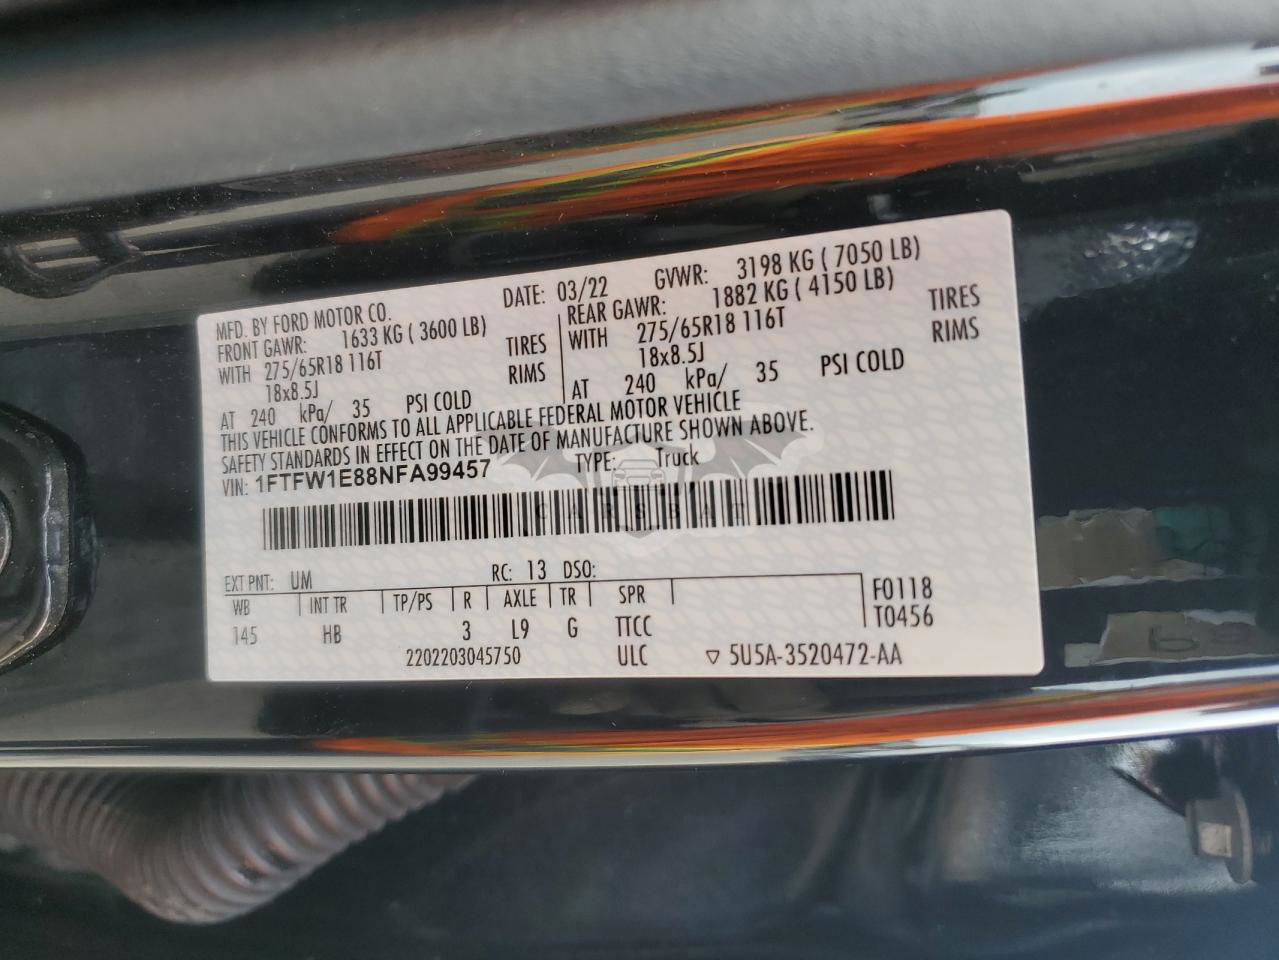 MFD. BY FORD MOTOR CO. DATE: 03/22 GVWR: 3198 KG ( 7050 LB)
FRONT GAWR: 1633 KG ( 3600 LB) REAR GAWR: 1882 KG ( 4150 LB)
WITH 275/65R18 116T TIRES WITH 275/65R18 116T TIRES
18x8.5J RIMS 18x8.5J RIMS
AT 240 kPa/ 35 PSI COLD AT 240 kPa/ 35 PSI COLD
THIS VEHICLE CONFORMS TO ALL APPLICABLE FEDERAL MOTOR VEHICLE
SAFETY STANDARDS IN EFFECT ON THE DATE OF MANUFACTURE SHOWN ABOVE.
VIN: 1FTFW1E88NFA99457 TYPE: Truck
CARSBAT
EXT PNT: UM RC: 13 DSO:
WB INT TR TP/PS R AXLE TR SPR F0118
145 HB 3 L9 G TTCC T0456
2202203045750 ULC ▽ 5U5A-3520472-AA